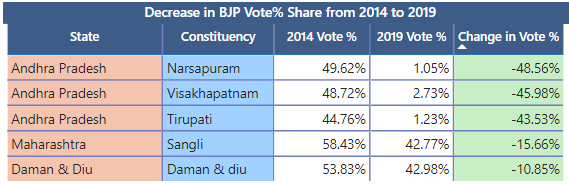 Decrease in BJP Vote% Share from 2014 to 2019
State Constituency 2014 Vote % 2019 Vote % Change in Vote %
Andhra Pradesh Narsapuram 49.62% 1.05% -48.56%
Andhra Pradesh Visakhapatnam 48.72% 2.73% -45.98%
Andhra Pradesh Tirupati 44.76% 1.23% -43.53%
Maharashtra Sangli 58.43% 42.77% -15.66%
Daman & Diu Daman & diu 53.83% 42.98% -10.85%